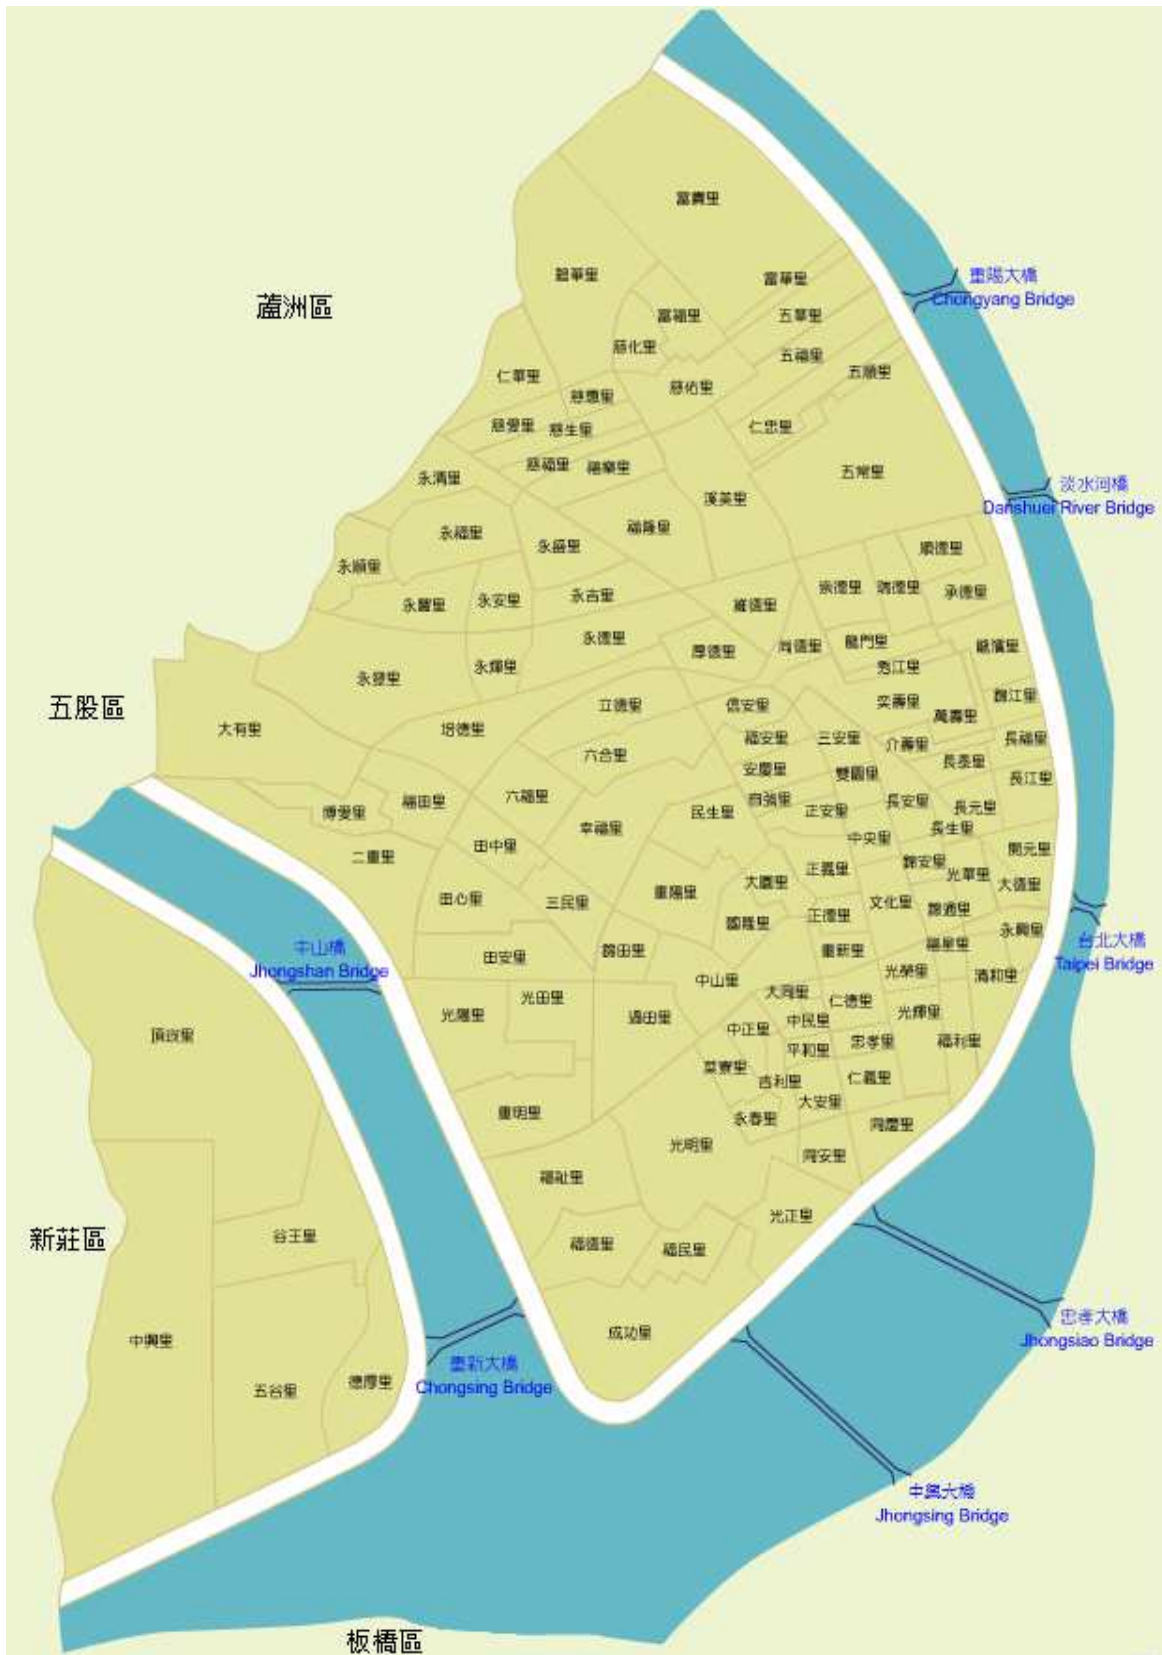 富貴里
碧華里
富華里
重陽大橋
Chongyang Bridge
蘆洲區
富福里
五華里
慈化里
五福里
五順里
仁華里
慈惠里
慈佑里
慈愛里
慈生里
仁忠里
慈福里
福樂里
永清里
五常里
淡水河橋
Danshuei River Bridge
溪美里
永福里
福隆里
永盛里
順德里
永順里
崇德里
瑞德里
承德里
永豐里
永安里
永吉里
維德里
永德里
厚德里
尚德里
龍門里
龍濱里
秀江里
永發里
永輝里
五股區
大有里
培德里
立德里
信安里
奕壽里
萬壽里
錦江里
福安里
三安里
介壽里
長福里
六合里
安慶里
雙園里
長泰里
長江里
博愛里
福田里
六福里
民生里
自強里
正安里
長安里
長元里
幸福里
中央里
長生里
二重里
田中里
開元里
正義里
錦安里
光華里
大德里
田心里
三民里
重陽里
大園里
文化里
錦通里
國隆里
正德里
永興里
台北大橋
Taipei Bridge
中山橋
Jhongshan Bridge
田安里
錦田里
重新里
福星里
中山里
光榮里
清和里
光陽里
光田里
過田里
大同里
仁德里
光輝里
頂崁里
中正里
中民里
平和里
忠孝里
福利里
菜寮里
吉利里
仁義里
重明里
永春里
大安里
同慶里
光明里
同安里
福祉里
新莊區
谷王里
福德里
福民里
光正里
中興里
成功里
忠孝大橋
Jhongsiao Bridge
五谷里
德厚里
重新大橋
Chongsing Bridge
中興大橋
Jhongsing Bridge
板橋區